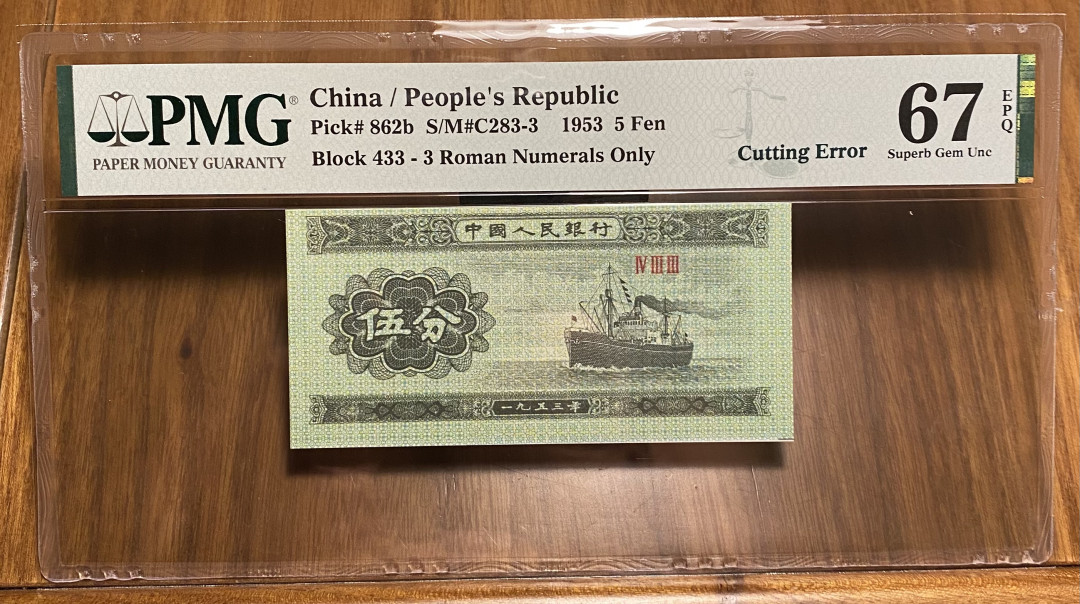 PMG®
PAPER MONEY GUARANTY
China / People's Republic
Pick# 862b S/M#C283-3 1953 5 Fen
Block 433 - 3 Roman Numerals Only
Cutting Error
67
EPQ
Superb Gem Unc
中國人民銀行
IV III III
伍分
一九五三年